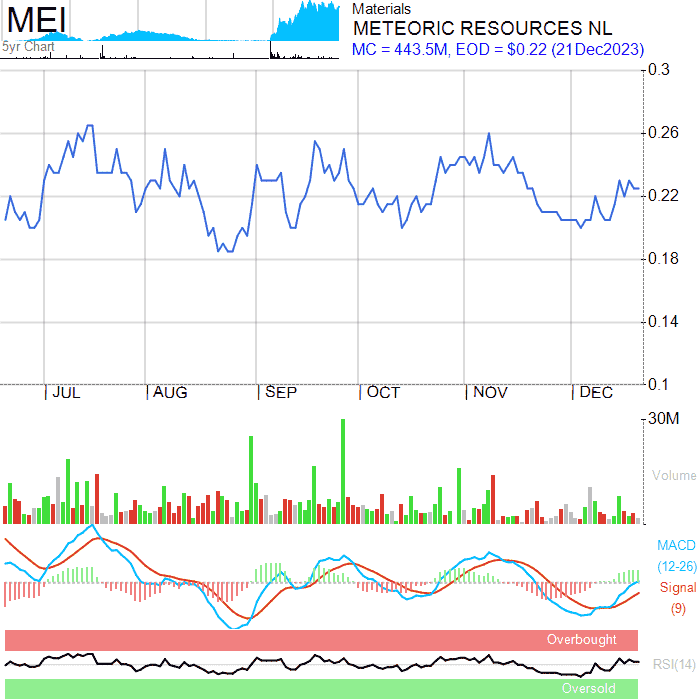 MEI
5yr Chart
Materials
METEORIC RESOURCES NL
MC = 443.5M, EOD = $0.22 (21Dec2023)
0.3
0.26
0.22
0.18
0.14
0.1
JUL AUG SEP OCT NOV DEC
30M
Volume
MACD
(12-26)
Signal
(9)
Overbought
RSI(14)
Oversold